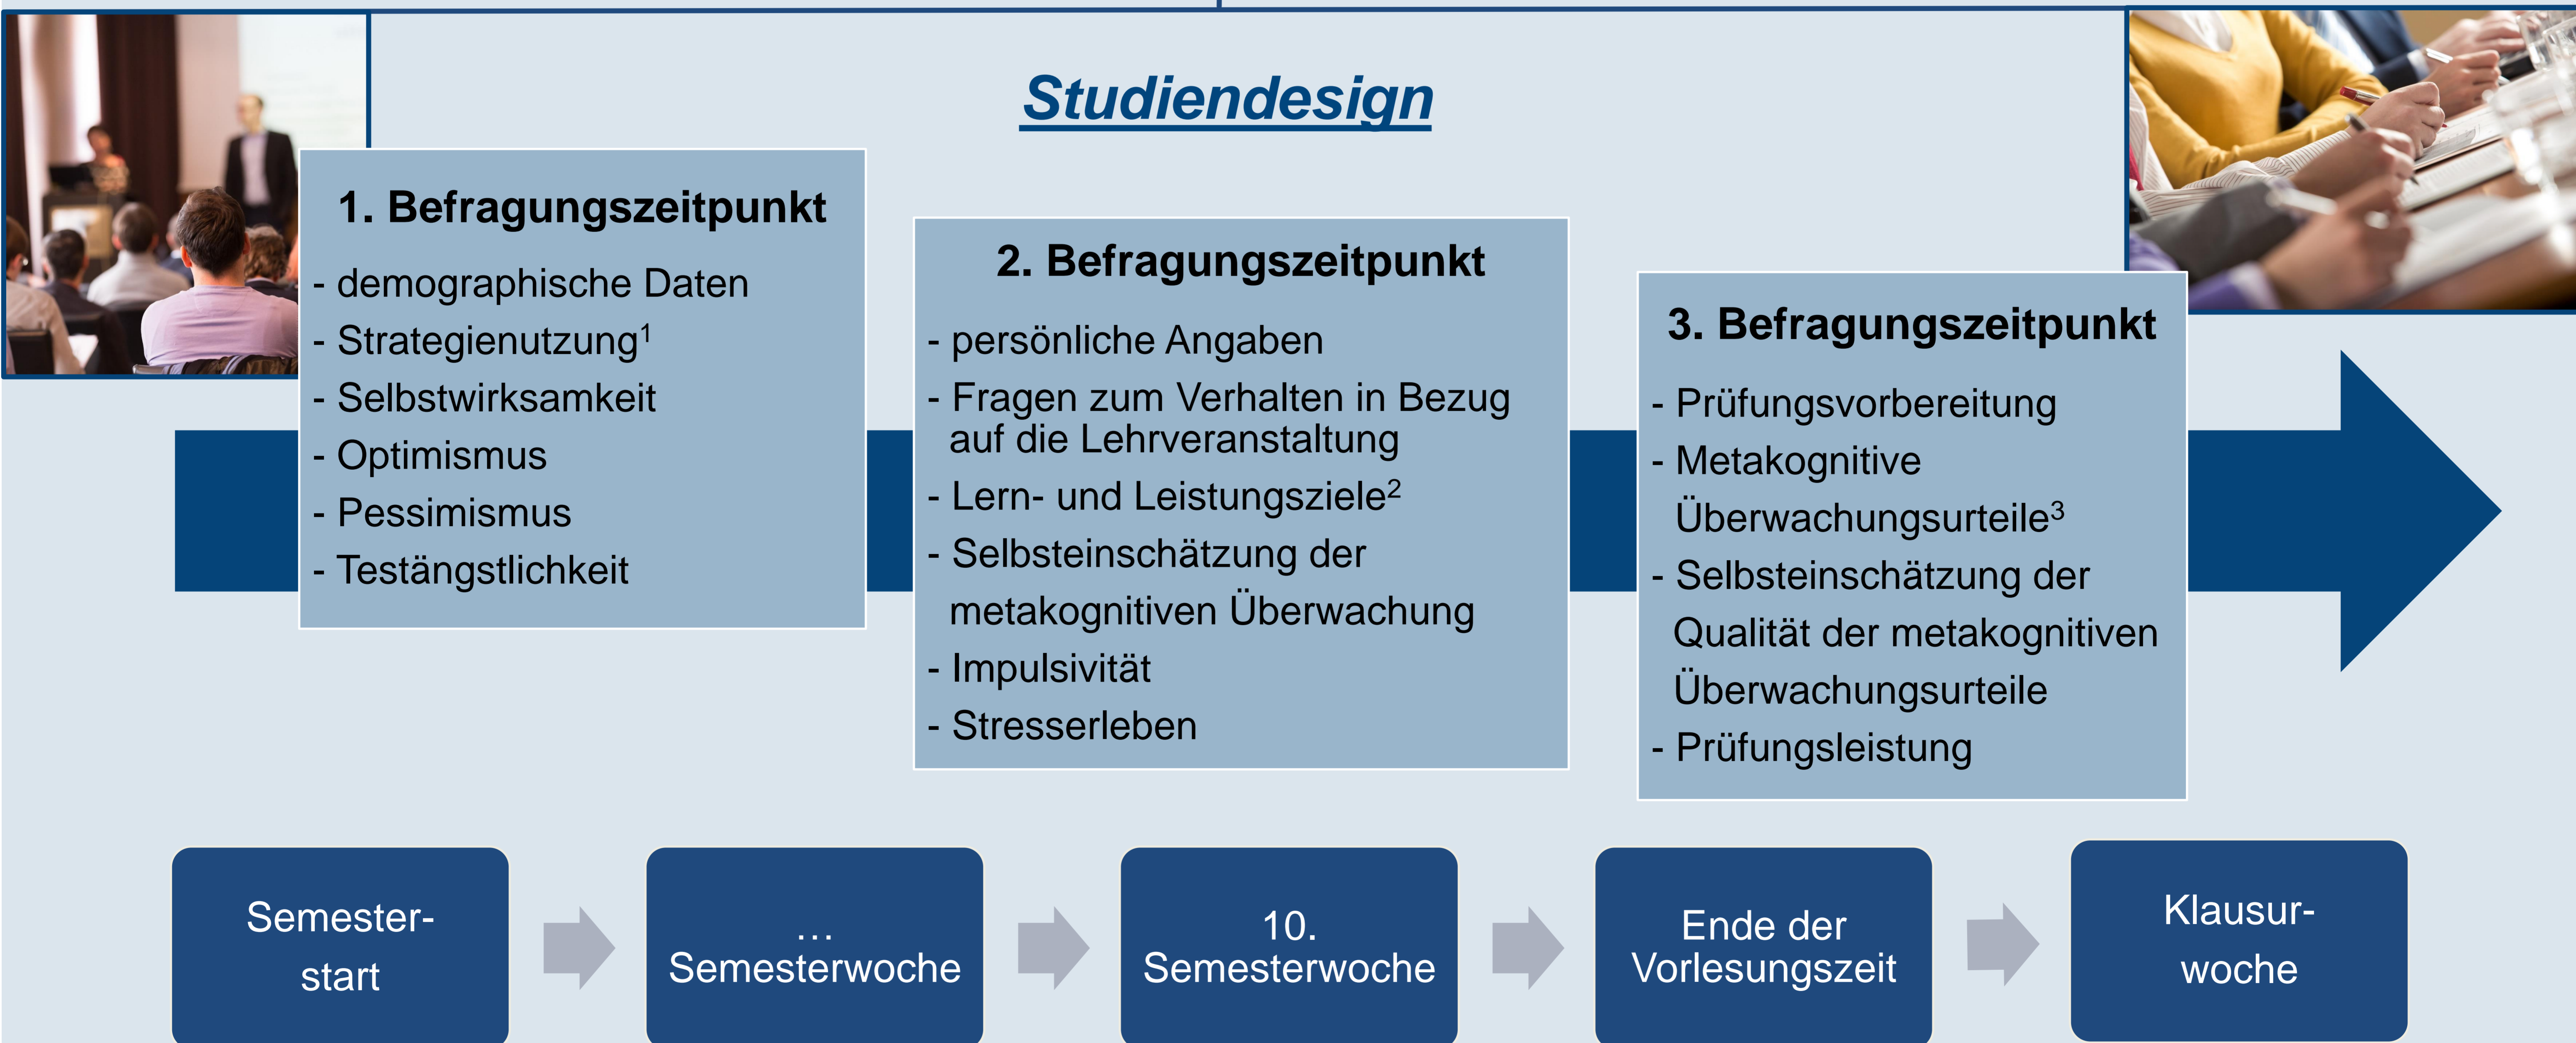 Studiendesign
1. Befragungszeitpunkt
- demographische Daten
- Strategienutzung¹
- Selbstwirksamkeit
- Optimismus
- Pessimismus
- Testängstlichkeit
2. Befragungszeitpunkt
- persönliche Angaben
- Fragen zum Verhalten in Bezug
auf die Lehrveranstaltung
- Lern- und Leistungsziele²
- Selbsteinschätzung der
metakognitiven Überwachung
- Impulsivität
- Stresserleben
3. Befragungszeitpunkt
- Prüfungsvorbereitung
- Metakognitive
Überwachungsurteile³
- Selbsteinschätzung der
Qualität der metakognitiven
Überwachungsurteile
- Prüfungsleistung
Semester-
start
…
Semesterwoche
10.
Semesterwoche
Ende der
Vorlesungszeit
Klausur-
woche